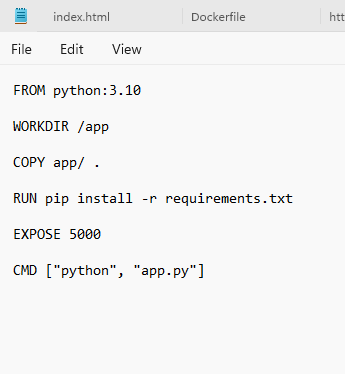 index.html Dockerfile htt
File Edit View
FROM python:3.10
WORKDIR /app
COPY app/ .
RUN pip install -r requirements.txt
EXPOSE 5000
CMD ["python", "app.py"]